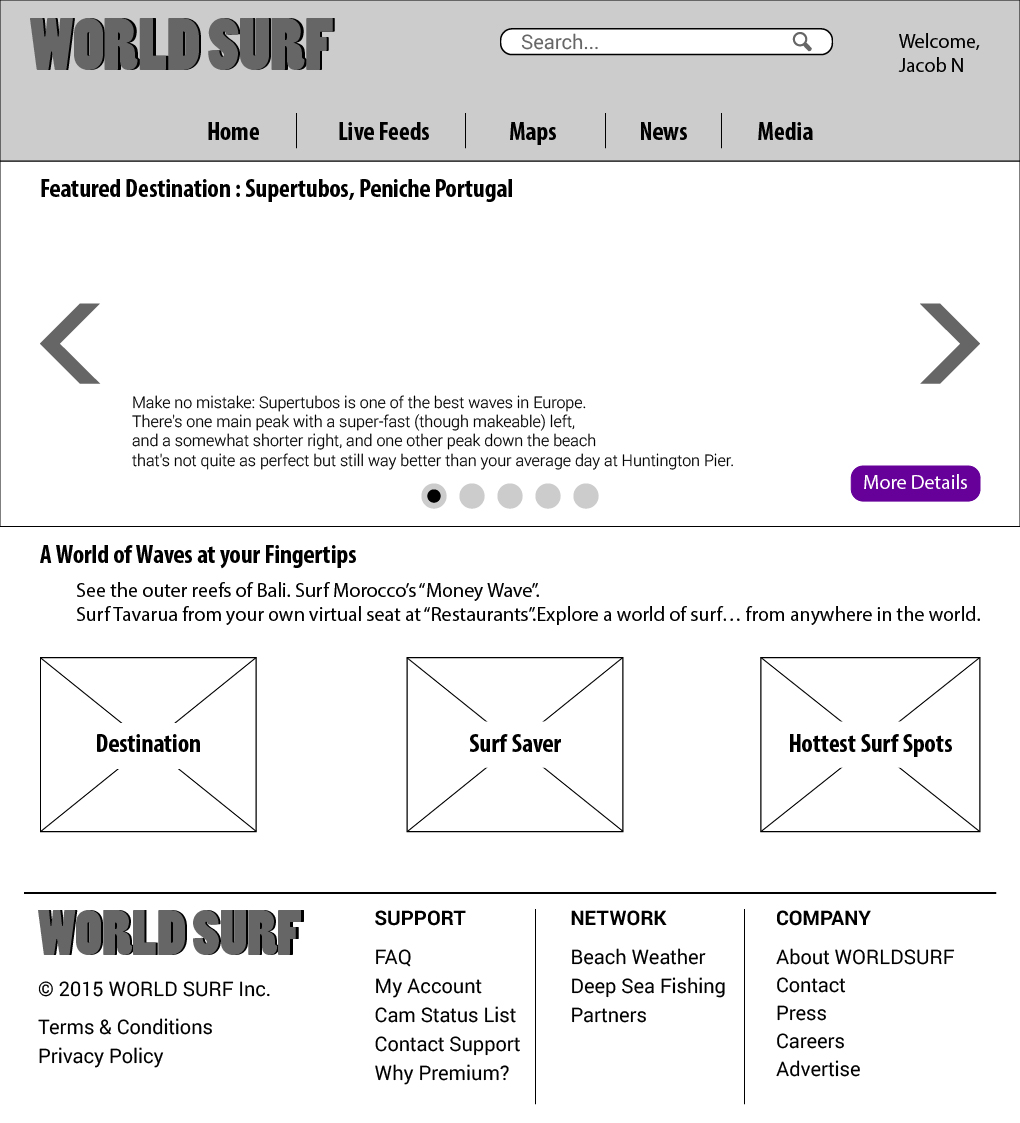 WORLD SURF
Search...
Welcome,
Jacob N
Home
Live Feeds
Maps
News
Media
Featured Destination : Supertubos, Peniche Portugal
Make no mistake: Supertubos is one of the best waves in Europe.
There's one main peak with a super-fast (though makeable) left,
and a somewhat shorter right, and one other peak down the beach
that's not quite as perfect but still way better than your average day at Huntington Pier.
More Details
A World of Waves at your Fingertips
See the outer reefs of Bali. Surf Morocco’s “Money Wave”.
Surf Tavarua from your own virtual seat at “Restaurants”.Explore a world of surf… from anywhere in the world.
Destination
Surf Saver
Hottest Surf Spots
WORLD SURF
© 2015 WORLD SURF Inc.
Terms & Conditions
Privacy Policy
SUPPORT
FAQ
My Account
Cam Status List
Contact Support
Why Premium?
NETWORK
Beach Weather
Deep Sea Fishing
Partners
COMPANY
About WORLDSURF
Contact
Press
Careers
Advertise